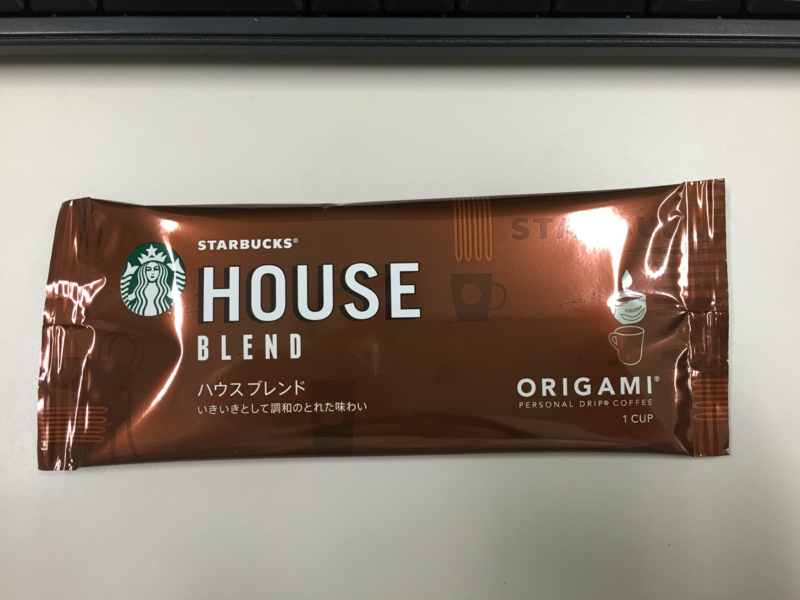 STARBUCKS®
HOUSE
BLEND
ハウス ブレンド
いきいきとして調和のとれた味わい
ORIGAMI®
PERSONAL DRIP® COFFEE
1 CUP